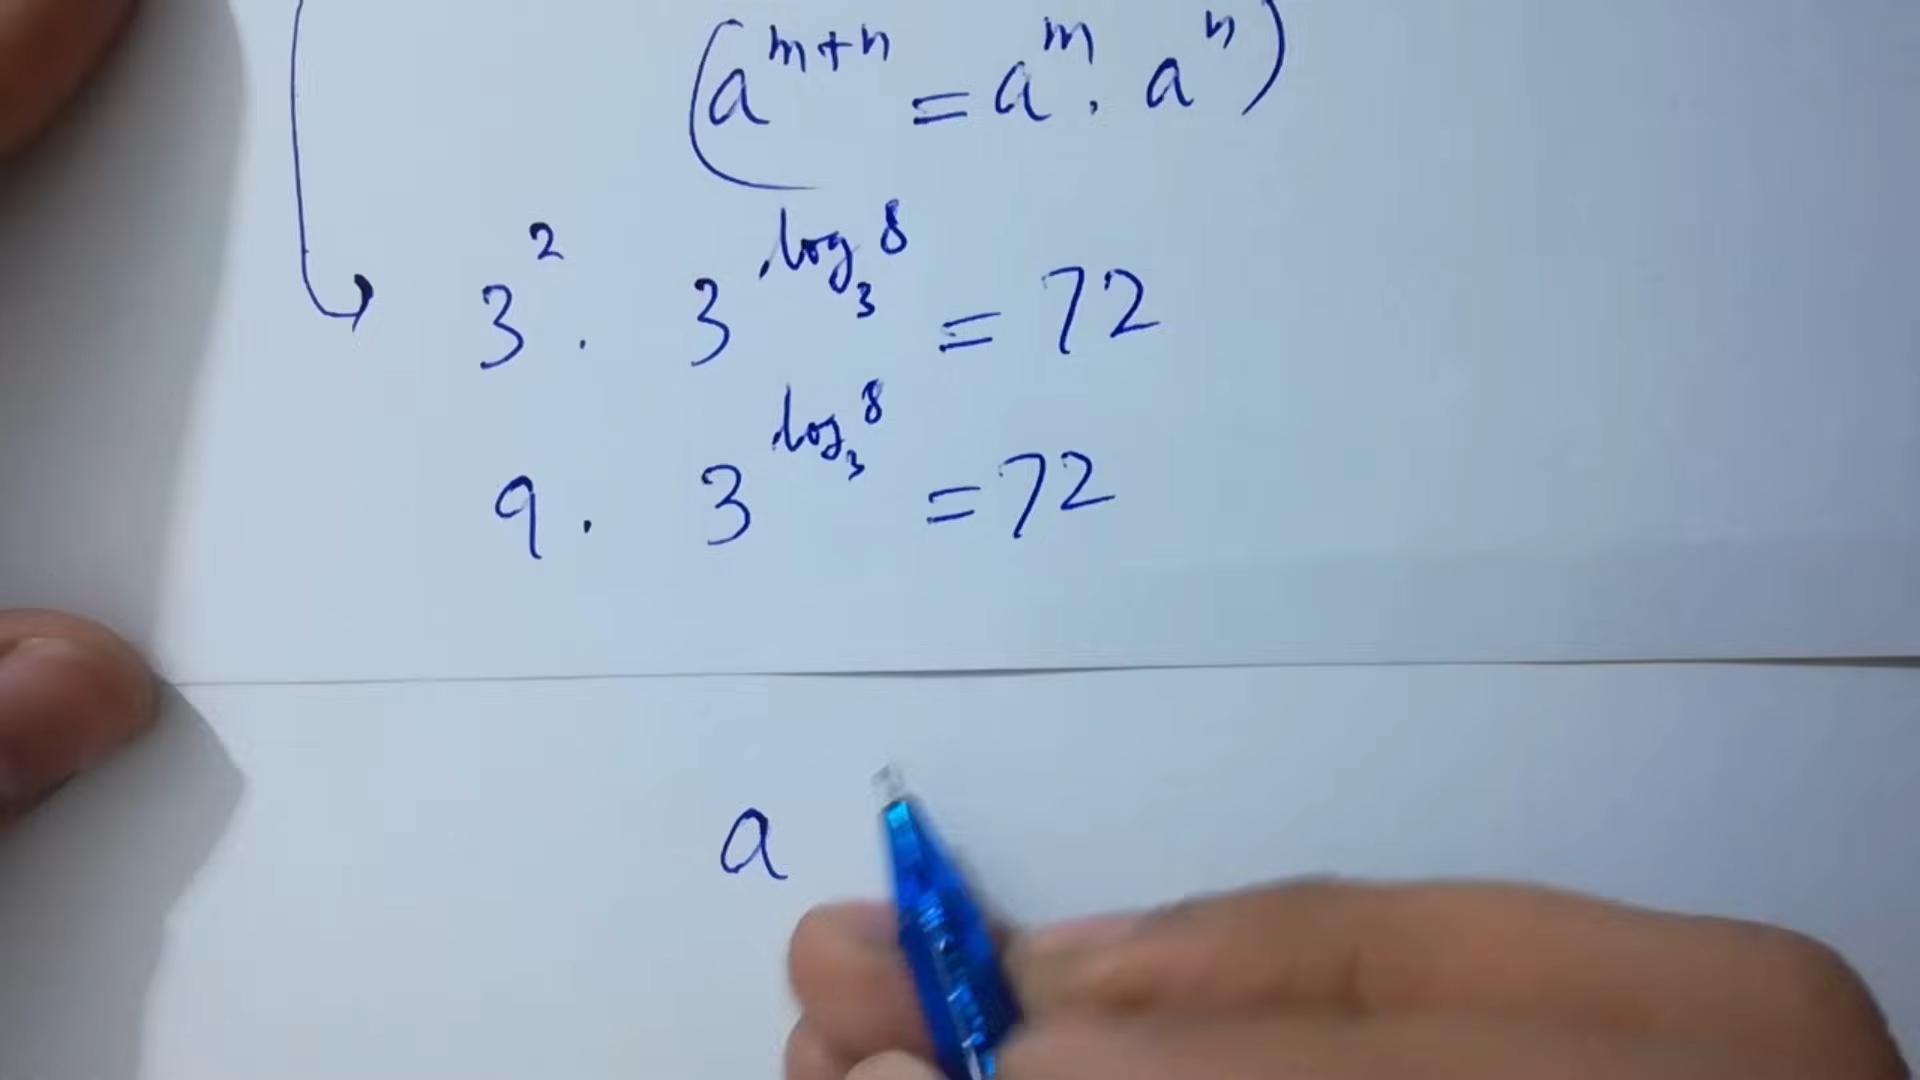 (a^{m+n} = a^m . a^n)
3^2 . 3^{log_3 8} = 72
9 . 3^{log_3 8} = 72
a